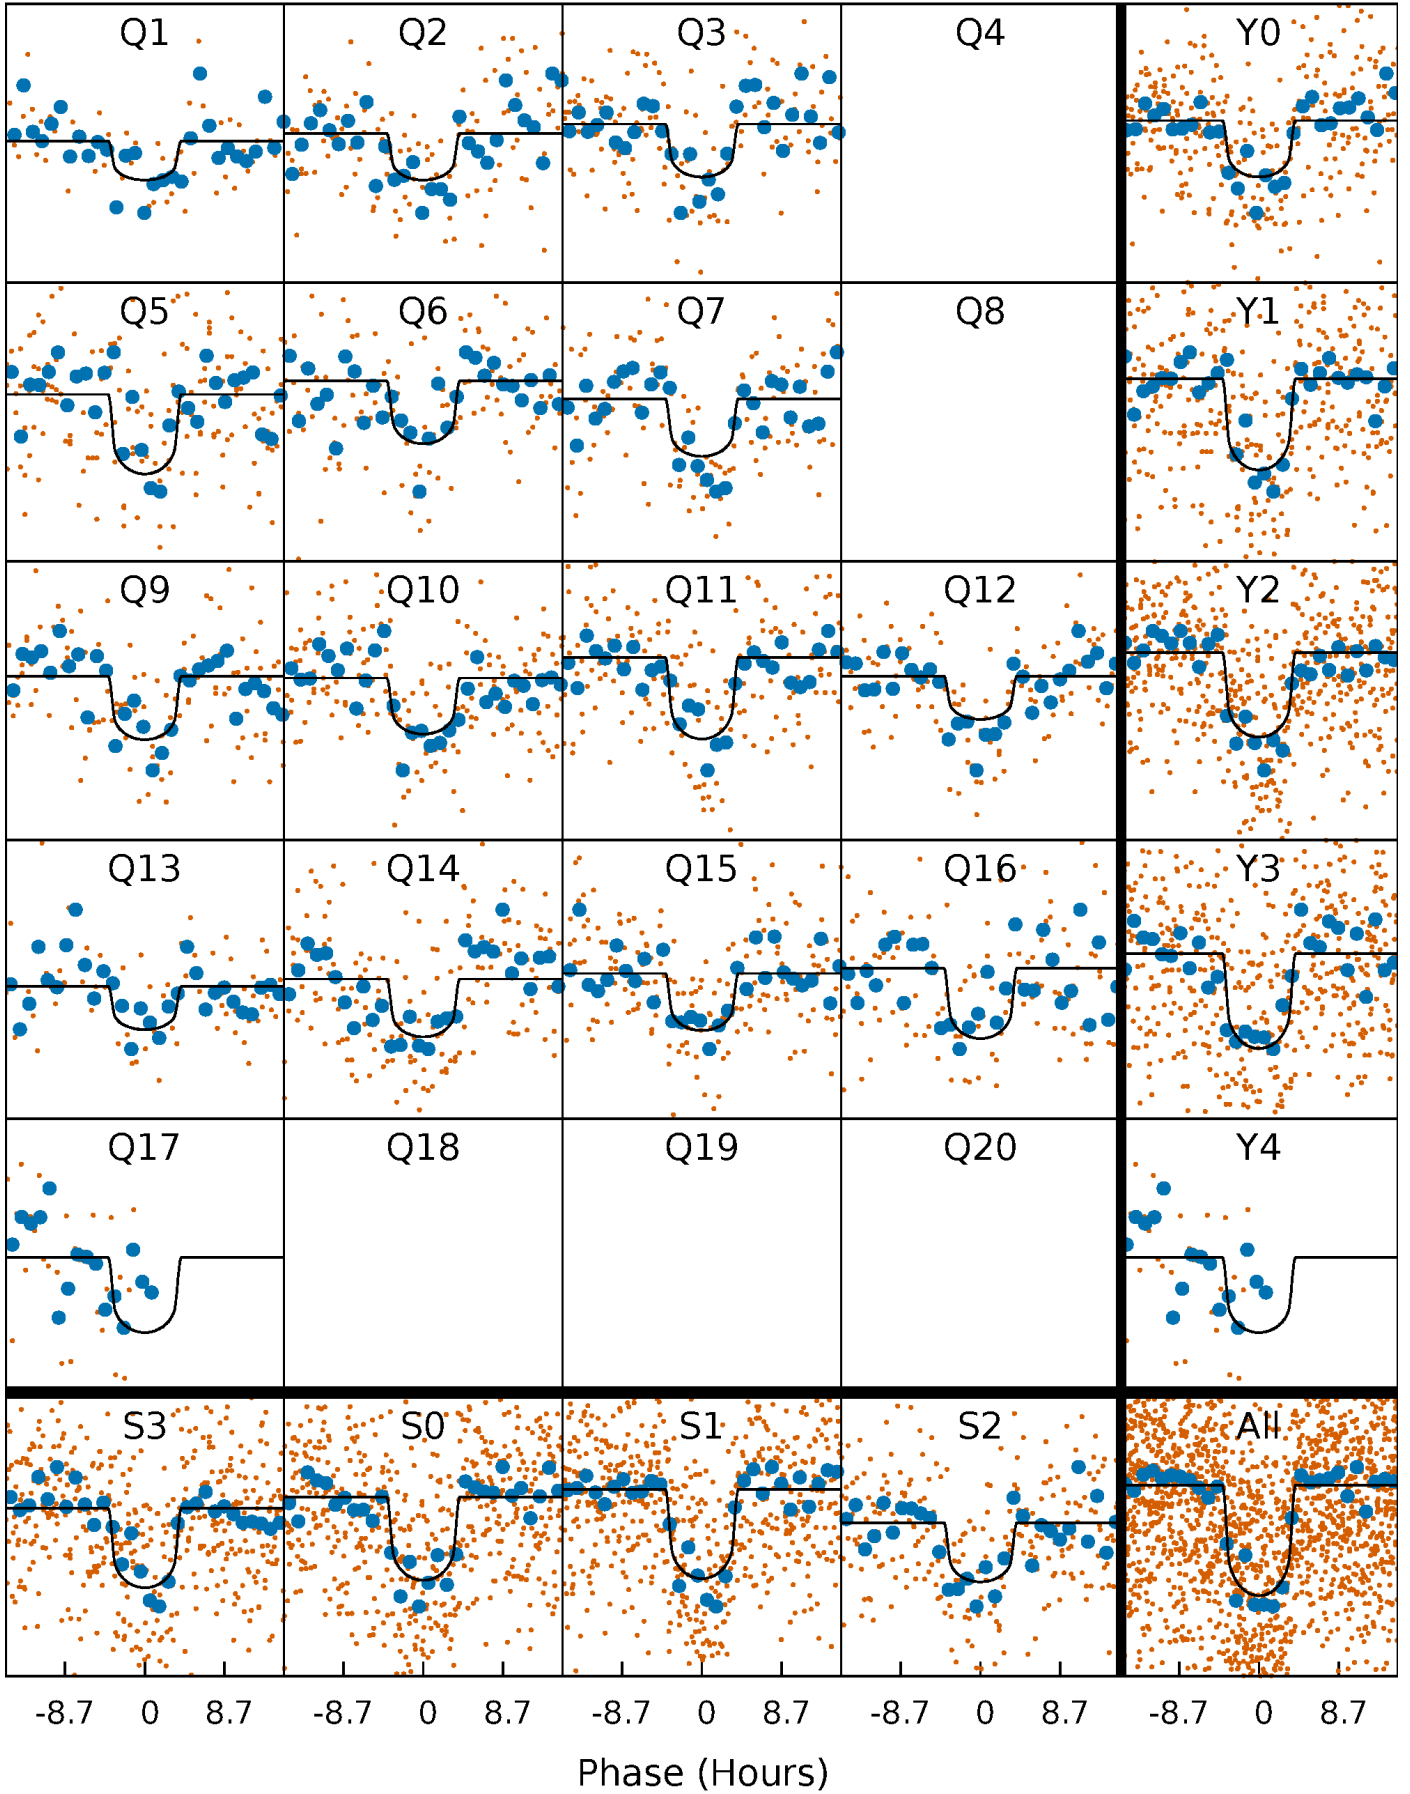 Q1 Q2 Q3 Q4 Y0
Q5 Q6 Q7 Q8 Y1
Q9 Q10 Q11 Q12 Y2
Q13 Q14 Q15 Q16 Y3
Q17 Q18 Q19 Q20 Y4
S3 S0 S1 S2 All
-8.7 0 8.7 -8.7 0 8.7 -8.7 0 8.7 -8.7 0 8.7 -8.7 0 8.7
Phase (Hours)